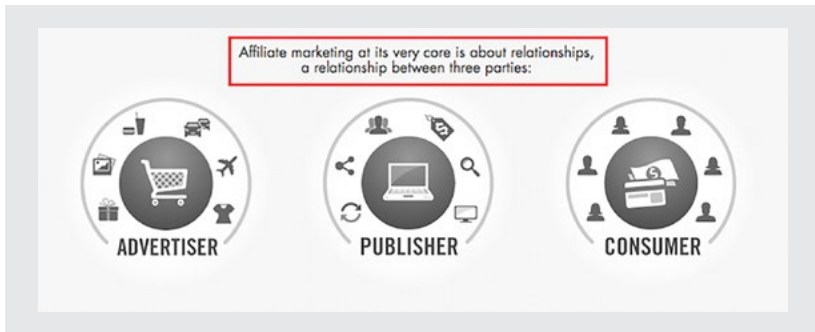 Affiliate marketing at its very core is about relationships,
a relationship between three parties:
ADVERTISER
PUBLISHER
CONSUMER